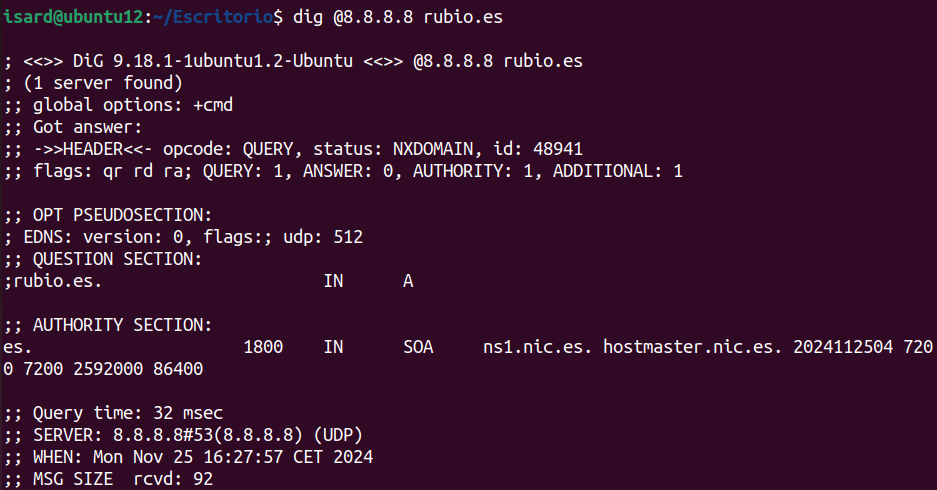 isard@ubuntu12:~/Escritorio$ dig @8.8.8.8 rubio.es
; <<>> DiG 9.18.1-1ubuntu1.2-Ubuntu <<>> @8.8.8.8 rubio.es
; (1 server found)
;; global options: +cmd
;; Got answer:
;; ->>HEADER<<- opcode: QUERY, status: NXDOMAIN, id: 48941
;; flags: qr rd ra; QUERY: 1, ANSWER: 0, AUTHORITY: 1, ADDITIONAL: 1
;; OPT PSEUDOSECTION:
; EDNS: version: 0, flags:; udp: 512
;; QUESTION SECTION:
;rubio.es. IN A
;; AUTHORITY SECTION:
es. 1800 IN SOA ns1.nic.es. hostmaster.nic.es. 2024112504 720
0 7200 2592000 86400
;; Query time: 32 msec
;; SERVER: 8.8.8.8#53(8.8.8.8) (UDP)
;; WHEN: Mon Nov 25 16:27:57 CET 2024
;; MSG SIZE rcvd: 92